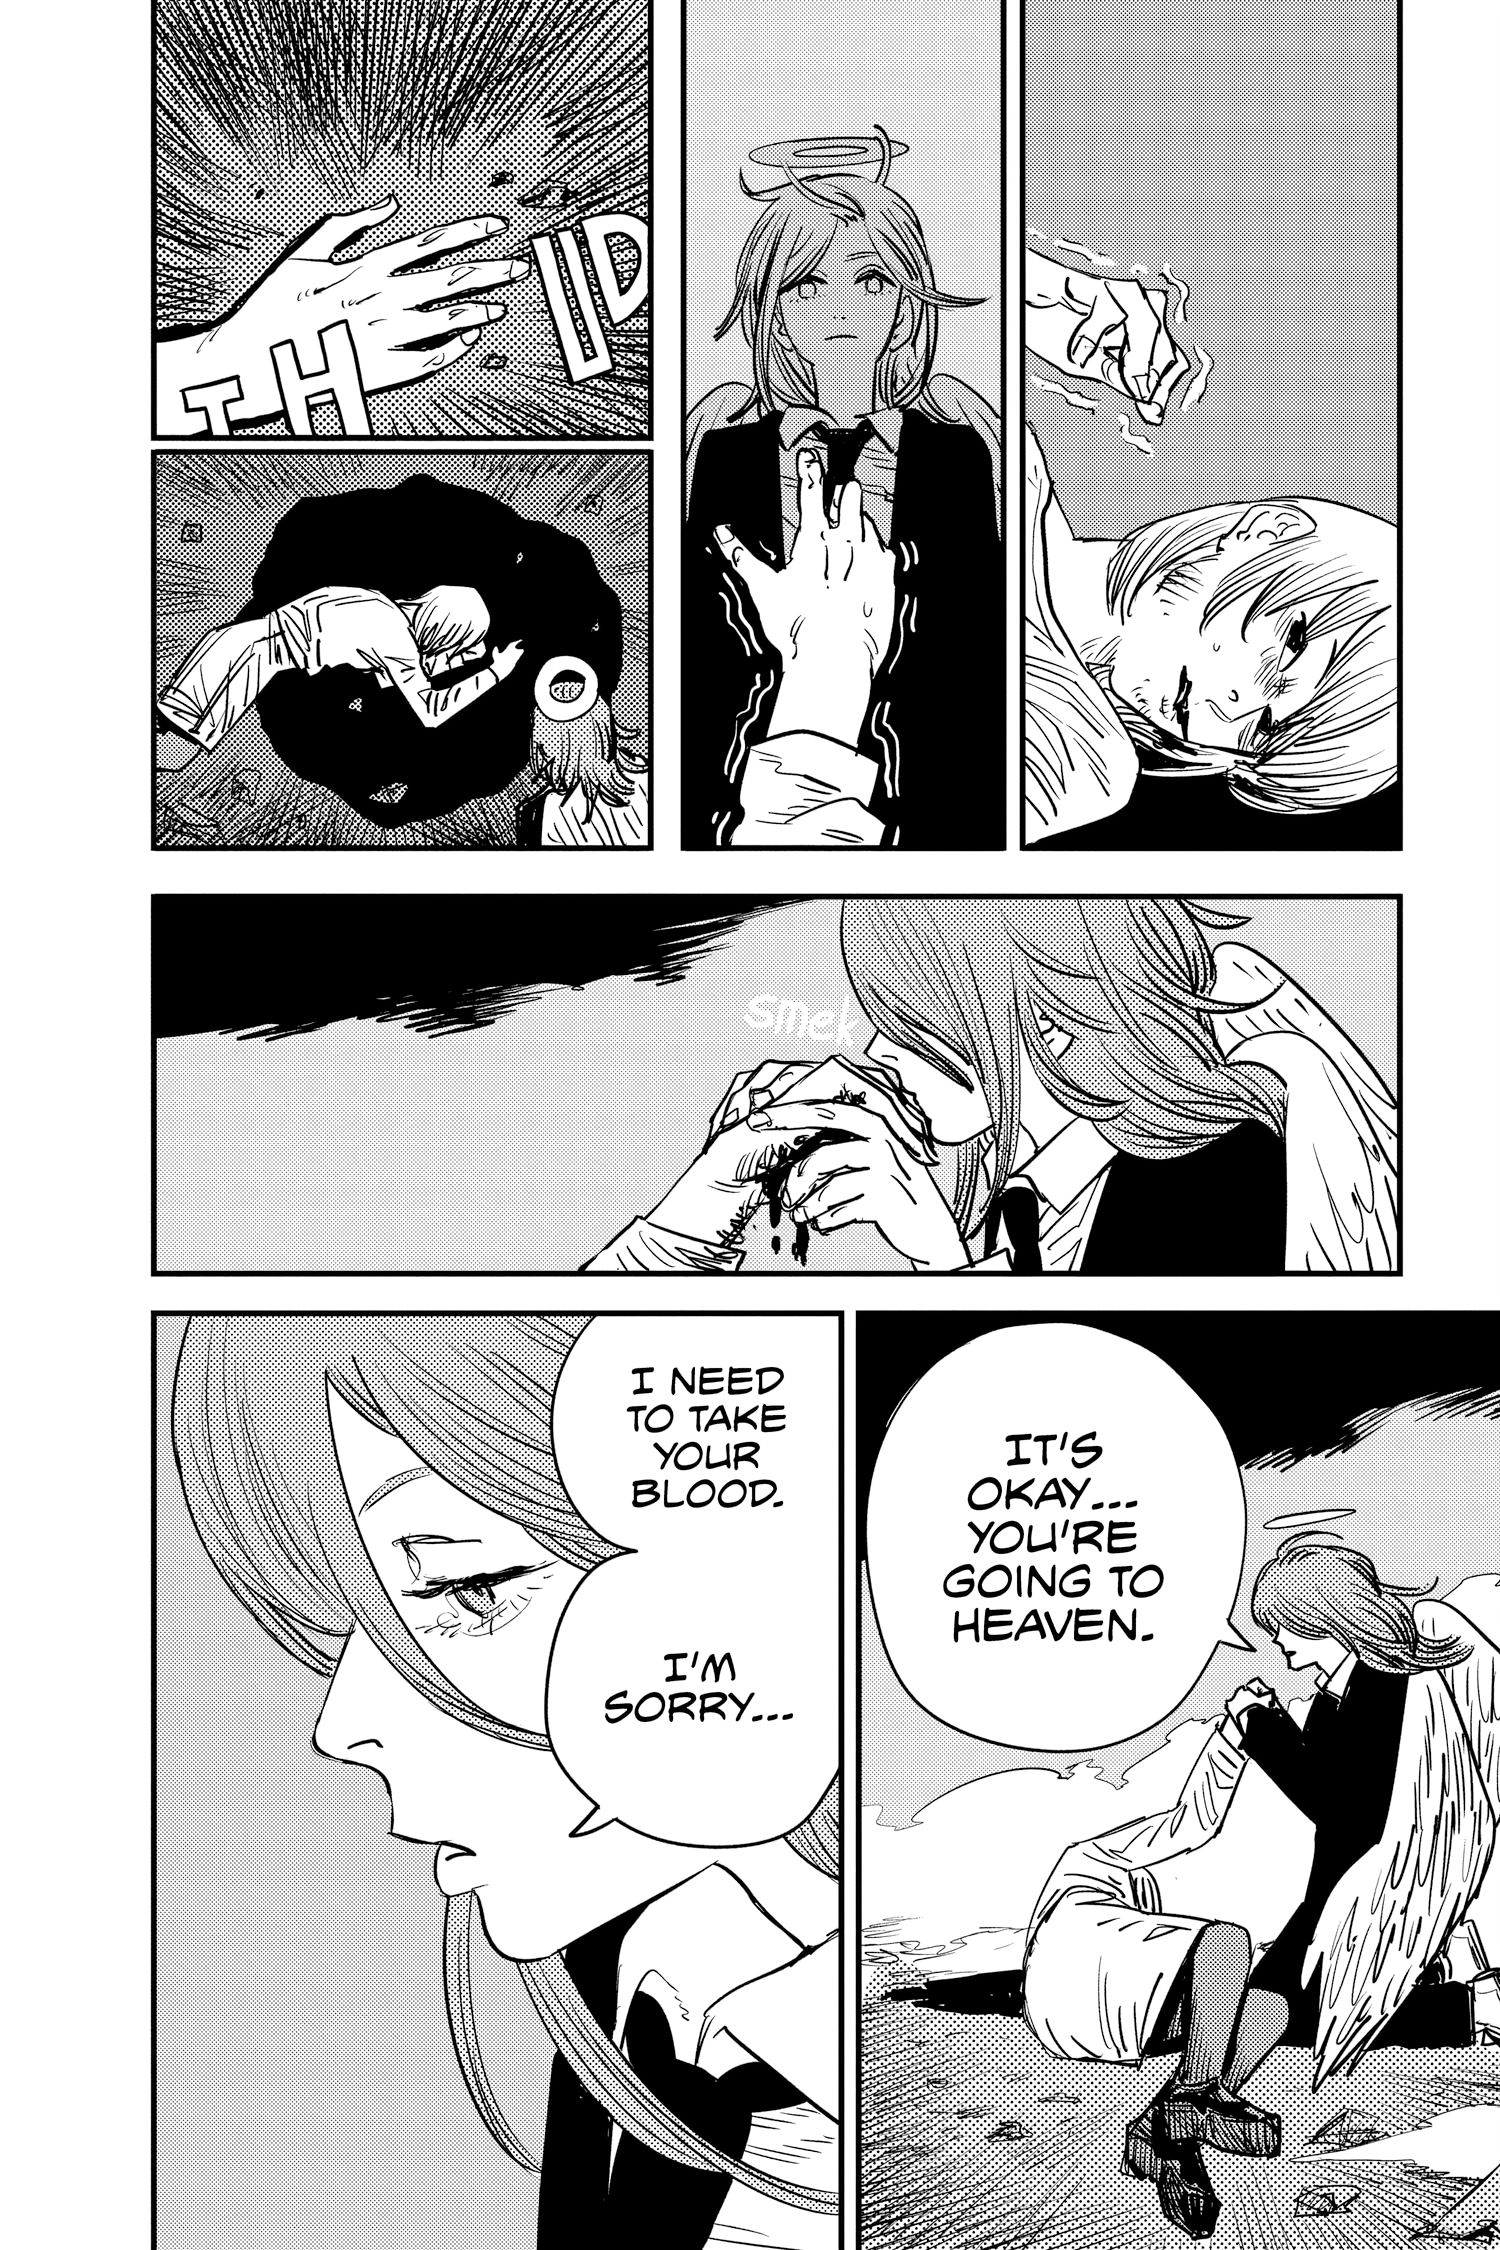 THUD
smek
I NEED
TO TAKE
YOUR
BLOOD.
I'M
SORRY...
IT'S
OKAY...
YOU'RE
GOING TO
HEAVEN.